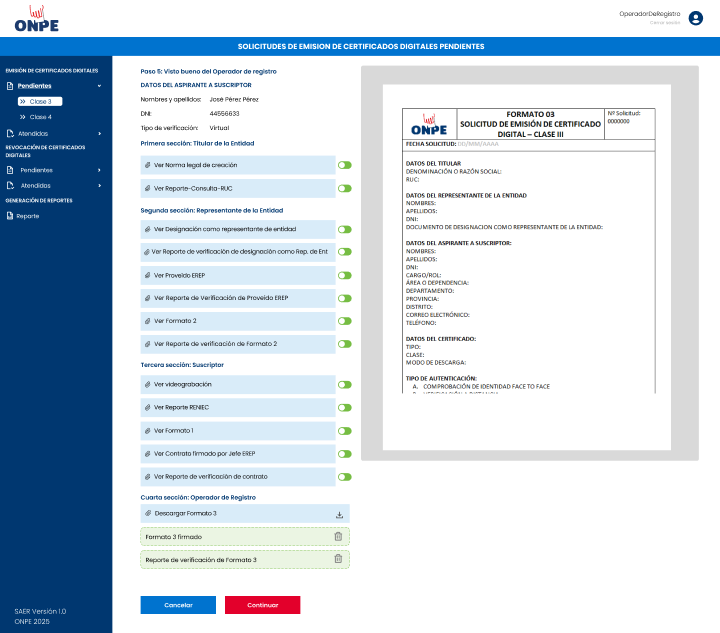 ONPE
OperadorDeRegistro
Cerrar sesión
SOLICITUDES DE EMISION DE CERTIFICADOS DIGITALES PENDIENTES
EMISIÓN DE CERTIFICADOS DIGITALES
Pendientes
Clase 3
Clase 4
Atendidas
REVOCACIÓN DE CERTIFICADOS
DIGITALES
Pendientes
Atendidas
GENERACIÓN DE REPORTES
Reporte
SAER Versión 1.0
ONPE 2025
Paso 5: Visto bueno del Operador de registro
DATOS DEL ASPIRANTE A SUSCRIPTOR
Nombres y apellidos: José Pérez Pérez
DNI: 44556633
Tipo de verificación: Virtual
Primera sección: Titular de la Entidad
Ver Norma legal de creación
Ver Reporte-Consulta-RUC
Segunda sección: Representante de la Entidad
Ver Designación como representante de entidad
Ver Reporte de verificación de designación como Rep. de Ent
Ver Proveído EREP
Ver Reporte de Verificación de Proveído EREP
Ver Formato 2
Ver Reporte de verificación de Formato 2
Tercera sección: Suscriptor
Ver videograbación
Ver Reporte RENIEC
Ver Formato 1
Ver Contrato firmado por Jefe EREP
Ver Reporte de verificación de contrato
Cuarta sección: Operador de Registro
Descargar Formato 3
Formato 3 firmado
Reporte de verificación de Formato 3
Cancelar
Continuar
ONPE
FORMATO 03
SOLICITUD DE EMISIÓN DE CERTIFICADO
DIGITAL – CLASE III
Nº Solicitud:
0000000
FECHA SOLICITUD: DD/MM/AAAA
DATOS DEL TITULAR
DENOMINACIÓN O RAZÓN SOCIAL:
RUC:
DATOS DEL REPRESENTANTE DE LA ENTIDAD
NOMBRES:
APELLIDOS:
DNI:
DOCUMENTO DE DESIGNACION COMO REPRESENTANTE DE LA ENTIDAD:
DATOS DEL ASPIRANTE A SUSCRIPTOR:
NOMBRES:
APELLIDOS:
DNI:
CARGO/ROL:
ÁREA O DEPENDENCIA:
DEPARTAMENTO:
PROVINCIA:
DISTRITO:
CORREO ELECTRÓNICO:
TELÉFONO:
DATOS DEL CERTIFICADO:
TIPO:
CLASE:
MODO DE DESCARGA:
TIPO DE AUTENTICACIÓN:
A. COMPROBACIÓN DE IDENTIDAD FACE TO FACE